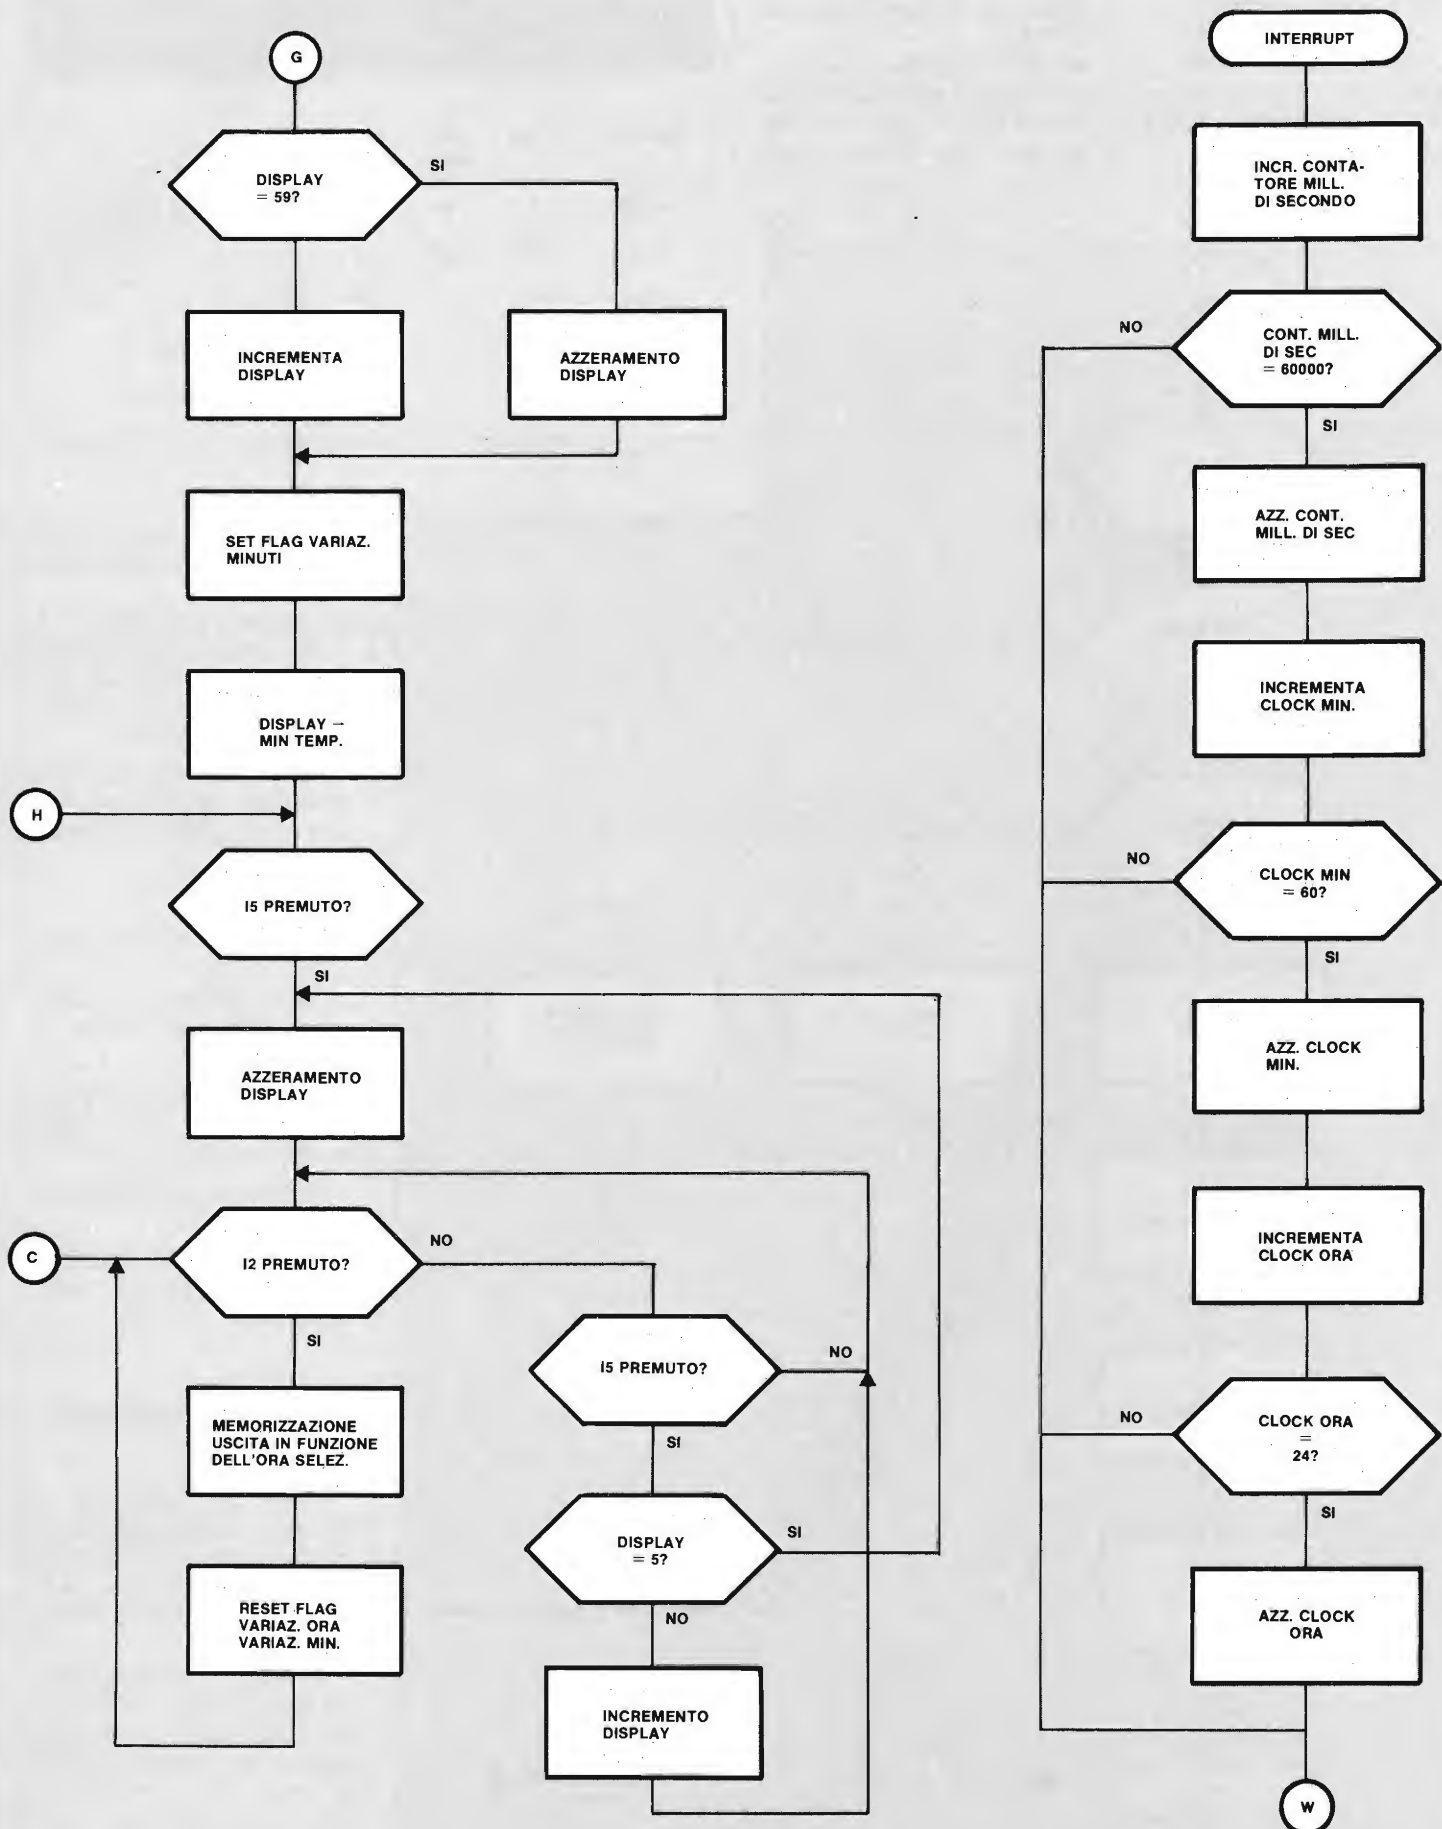 G
DISPLAY
= 59?
SI
INCREMENTA
DISPLAY
AZZERAMENTO
DISPLAY
SET FLAG VARIAZ.
MINUTI
DISPLAY –
MIN TEMP.
H
I5 PREMUTO?
SI
AZZERAMENTO
DISPLAY
C
I2 PREMUTO?
NO
SI
I5 PREMUTO?
NO
SI
MEMORIZZAZIONE
USCITA IN FUNZIONE
DELL'ORA SELEZ.
DISPLAY
= 5?
SI
NO
RESET FLAG
VARIAZ. ORA
VARIAZ. MIN.
INCREMENTO
DISPLAY
INTERRUPT
INCR. CONTA-
TORE MILL.
DI SECONDO
NO
CONT. MILL.
DI SEC
= 60000?
SI
AZZ. CONT.
MILL. DI SEC
INCREMENTA
CLOCK MIN.
NO
CLOCK MIN
= 60?
SI
AZZ. CLOCK
MIN.
INCREMENTA
CLOCK ORA
NO
CLOCK ORA
=
24?
SI
AZZ. CLOCK
ORA
W